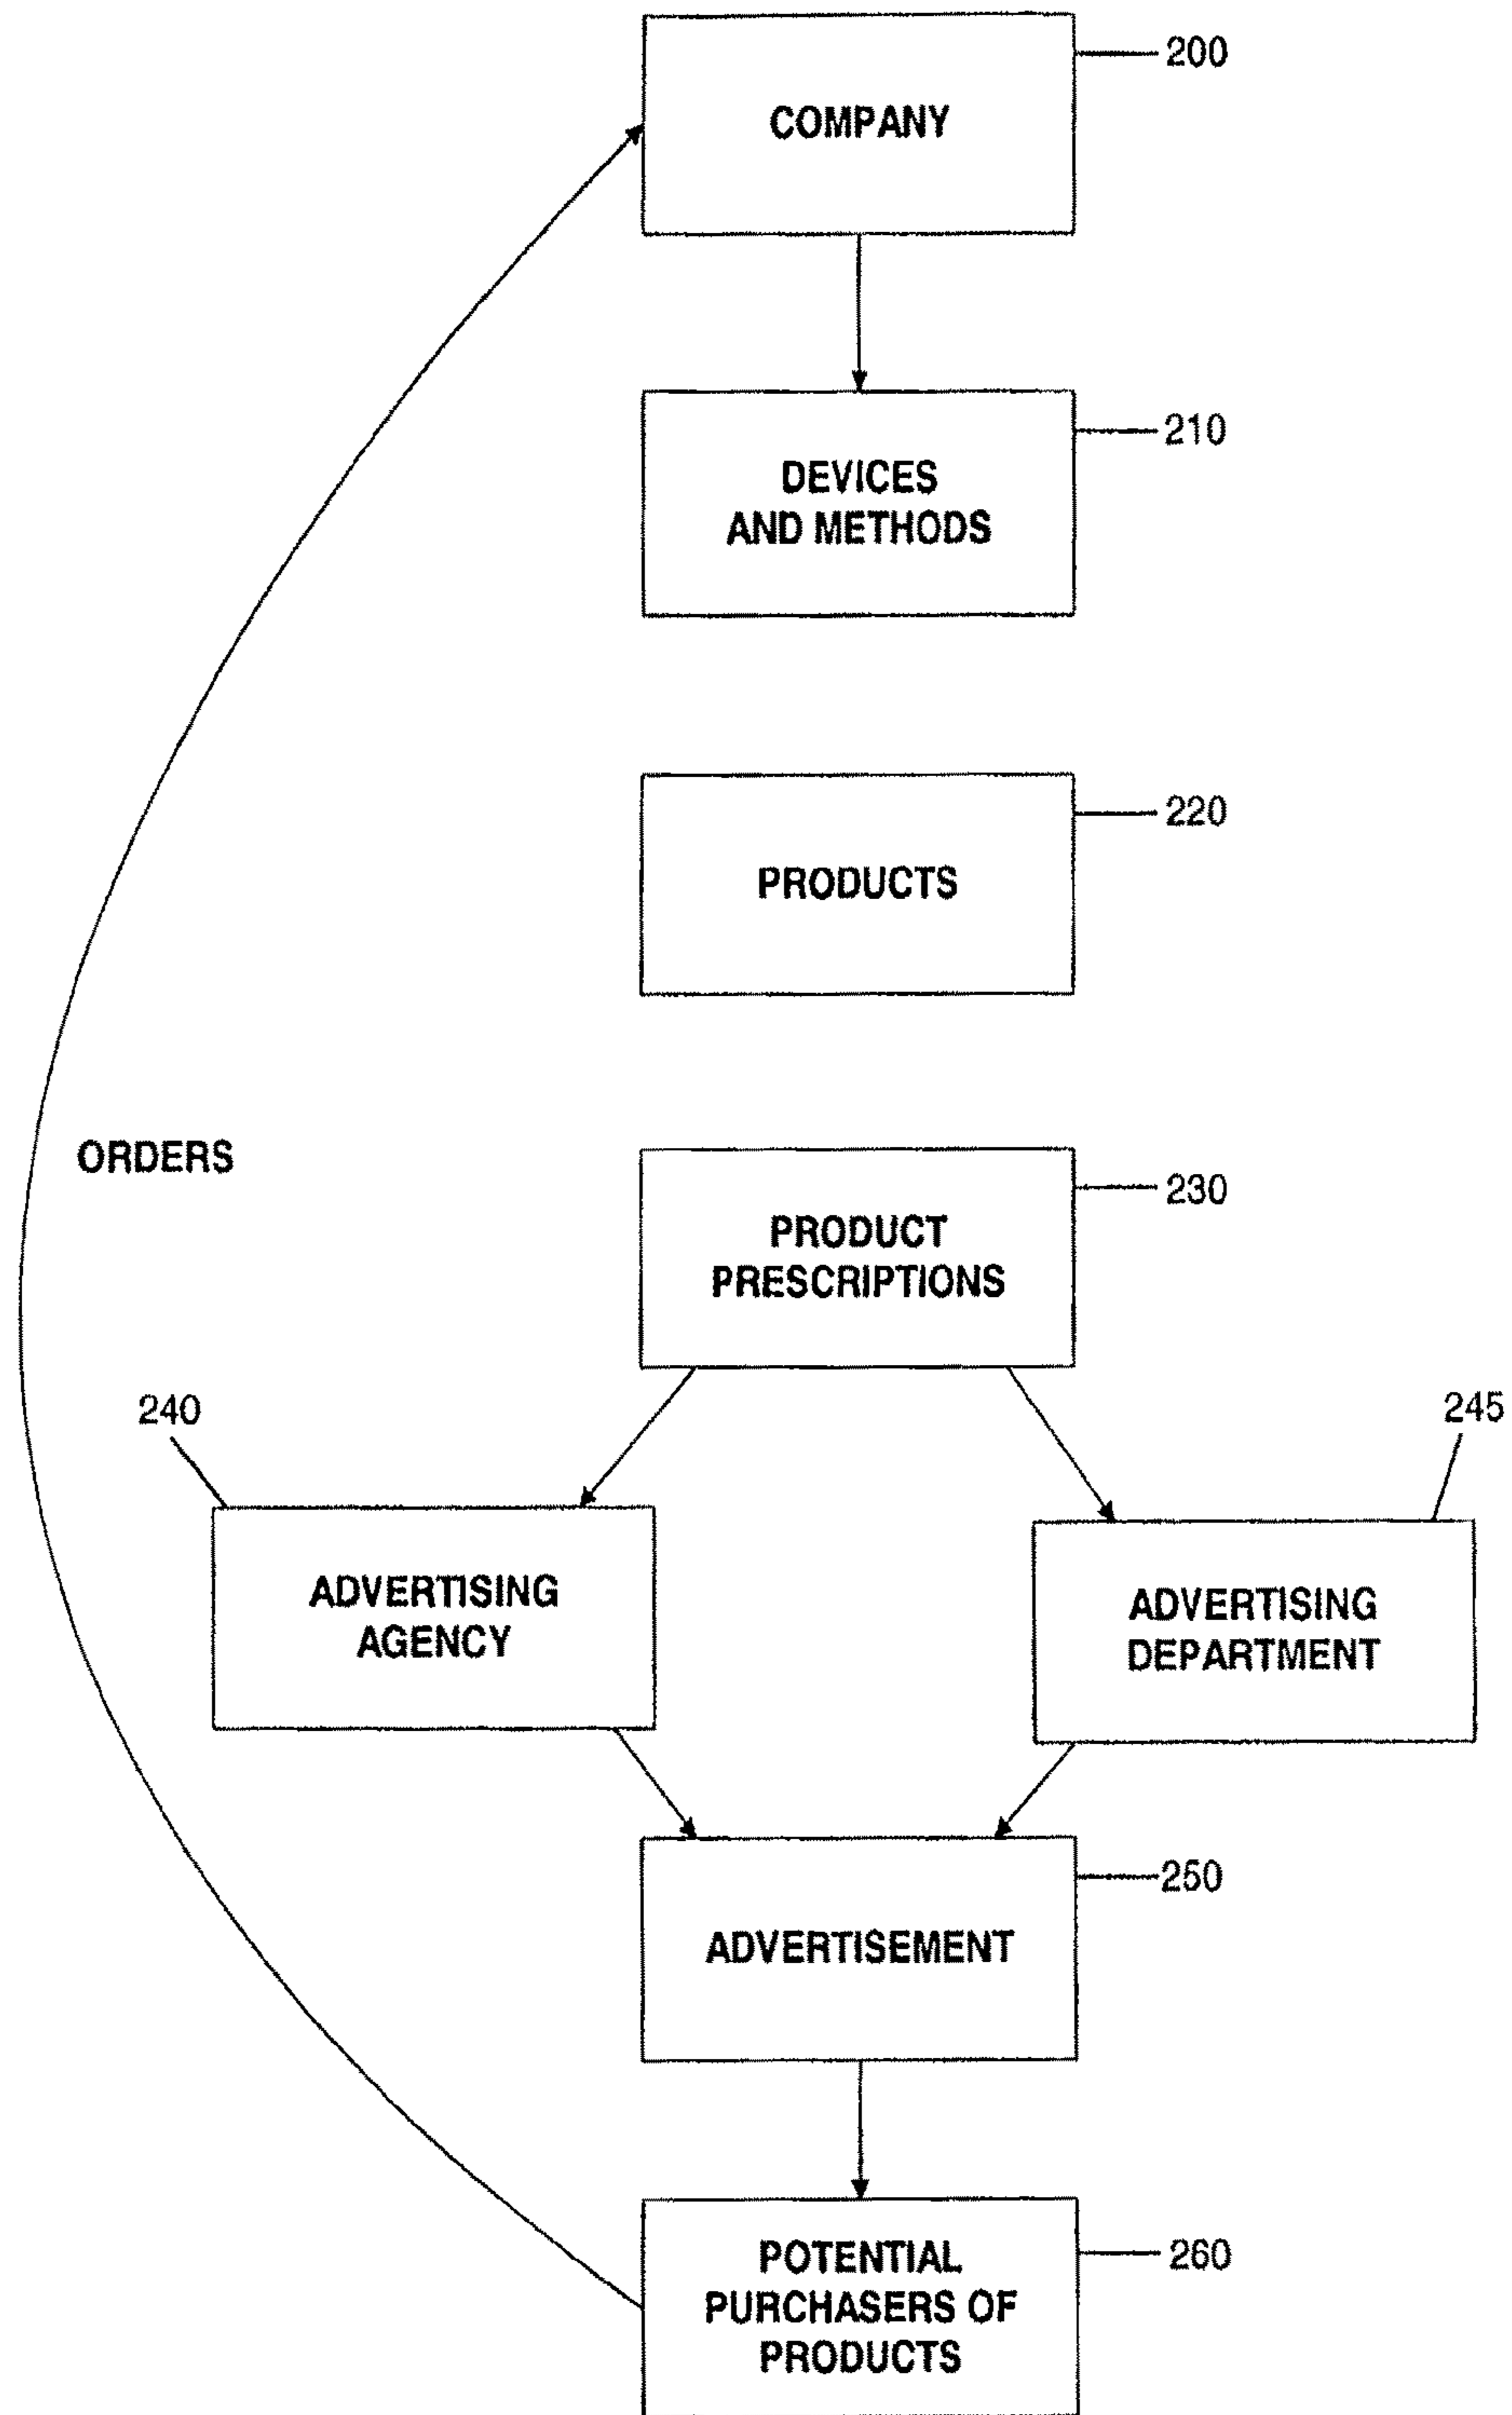 200
COMPANY
210
DEVICES
AND METHODS
220
PRODUCTS
ORDERS
230
PRODUCT
PRESCRIPTIONS
240
245
ADVERTISING
AGENCY
ADVERTISING
DEPARTMENT
250
ADVERTISEMENT
260
POTENTIAL
PURCHASERS OF
PRODUCTS